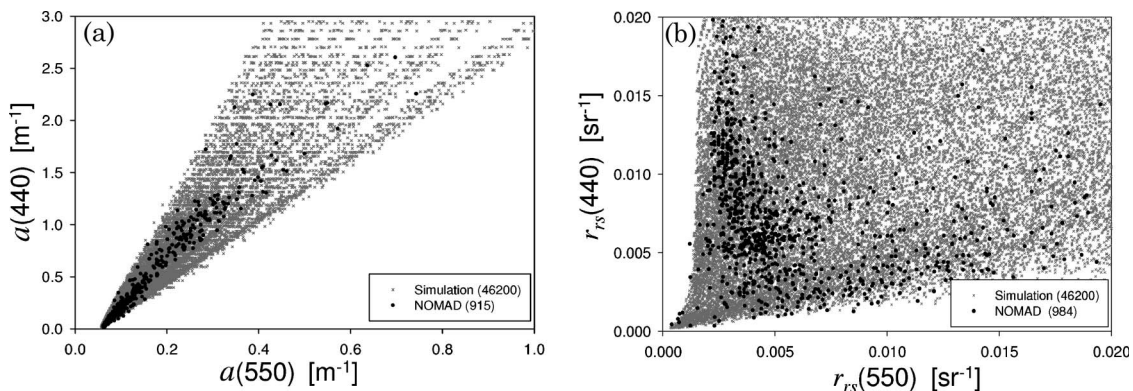 (a)
3.0
2.5
2.0
1.5
1.0
0.5
0.0
a(440) [m⁻¹]
0.0 0.2 0.4 0.6 0.8 1.0
a(550) [m⁻¹]
× Simulation (46200)
• NOMAD (915)
(b)
0.020
0.015
0.010
0.005
0.000
rrs(440) [sr⁻¹]
0.000 0.005 0.010 0.015 0.020
rrs(550) [sr⁻¹]
× Simulation (46200)
• NOMAD (984)